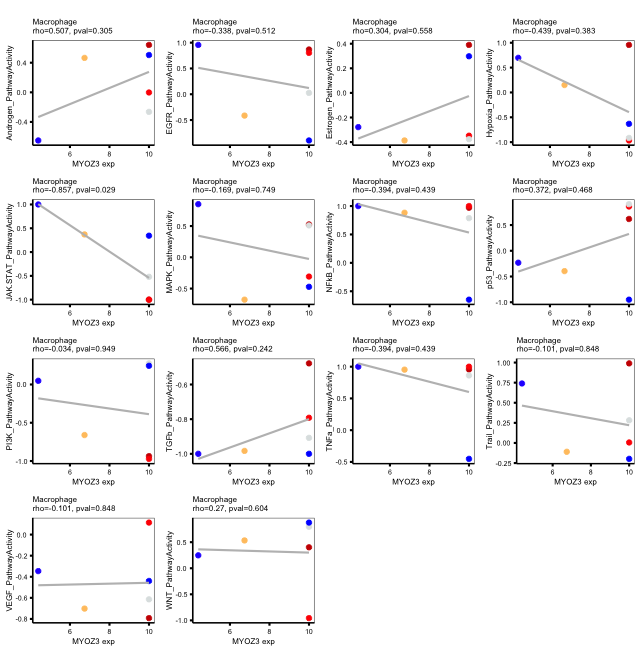 Macrophage
rho=0.507, pval=0.305
Androgen_PathwayActivity
0.4
0.0
-0.4
6
8
10
MYOZ3 exp
Macrophage
rho=-0.338, pval=0.512
EGFR_PathwayActivity
1.0
0.5
0.0
-0.5
6
8
10
MYOZ3 exp
Macrophage
rho=0.304, pval=0.558
Estrogen_PathwayActivity
0.4
0.2
0.0
-0.2
-0.4
6
8
10
MYOZ3 exp
Macrophage
rho=-0.439, pval=0.383
Hypoxia_PathwayActivity
1.0
0.5
0.0
-0.5
-1.0
6
8
10
MYOZ3 exp
Macrophage
rho=-0.857, pval=0.029
JAK-STAT_PathwayActivity
1.0
0.5
0.0
-0.5
-1.0
6
8
10
MYOZ3 exp
Macrophage
rho=-0.169, pval=0.749
MAPK_PathwayActivity
0.5
0.0
-0.5
6
8
10
MYOZ3 exp
Macrophage
rho=-0.394, pval=0.439
NFkB_PathwayActivity
1.0
0.5
0.0
-0.5
6
8
10
MYOZ3 exp
Macrophage
rho=0.372, pval=0.468
p53_PathwayActivity
0.5
0.0
-0.5
-1.0
6
8
10
MYOZ3 exp
Macrophage
rho=-0.034, pval=0.949
PI3K_PathwayActivity
0.0
-0.5
-1.0
6
8
10
MYOZ3 exp
Macrophage
rho=0.566, pval=0.242
TGFb_PathwayActivity
-0.6
-0.8
-1.0
6
8
10
MYOZ3 exp
Macrophage
rho=-0.394, pval=0.439
TNFa_PathwayActivity
1.0
0.5
0.0
-0.5
6
8
10
MYOZ3 exp
Macrophage
rho=-0.101, pval=0.848
Trail_PathwayActivity
1.00
0.75
0.50
0.25
0.00
-0.25
6
8
10
MYOZ3 exp
Macrophage
rho=-0.101, pval=0.848
VEGF_PathwayActivity
0.0
-0.2
-0.4
-0.6
-0.8
6
8
10
MYOZ3 exp
Macrophage
rho=0.27, pval=0.604
WNT_PathwayActivity
0.5
0.0
-0.5
-1.0
6
8
10
MYOZ3 exp